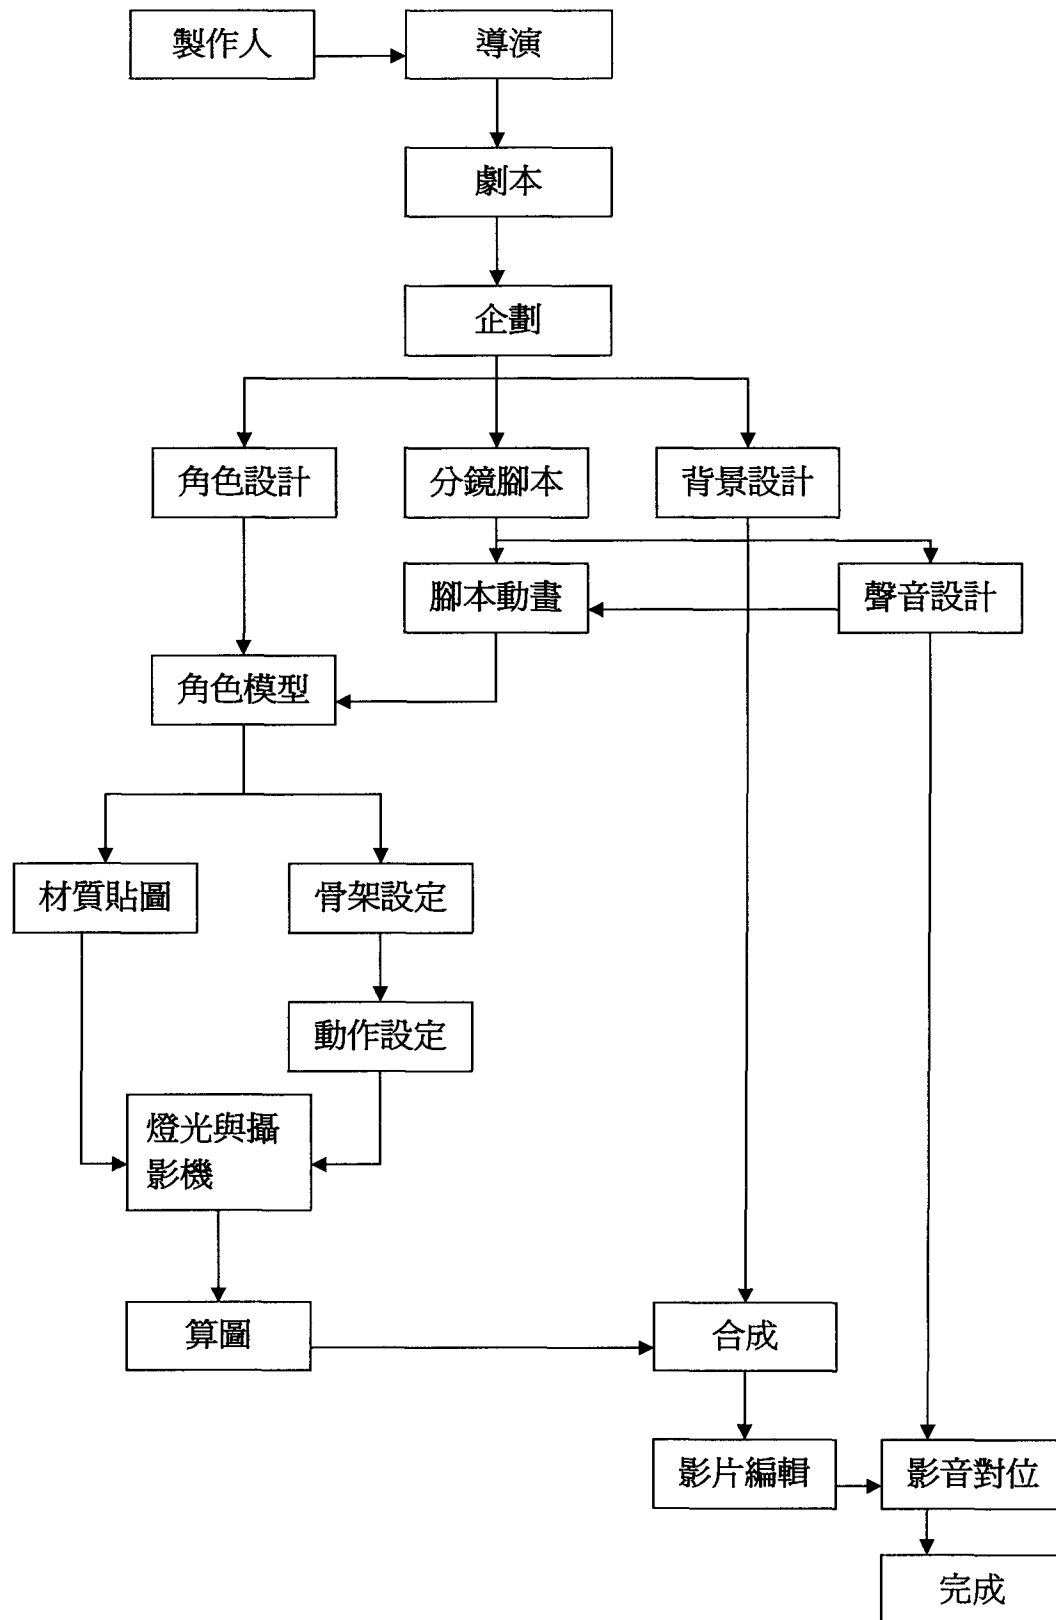 製作人
導演
劇本
企劃
角色設計
分鏡腳本
背景設計
腳本動畫
聲音設計
角色模型
材質貼圖
骨架設定
動作設定
燈光與攝
影機
算圖
合成
影片編輯
影音對位
完成